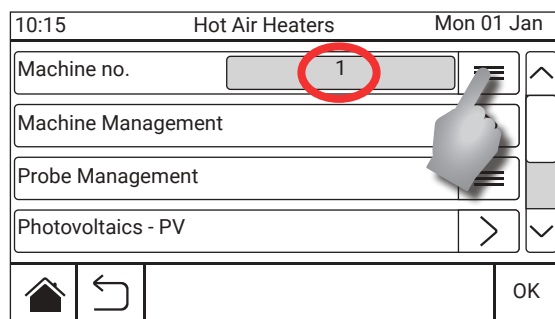 10:15 Hot Air Heaters Mon 01 Jan
Machine no. 1
Machine Management
Probe Management
Photovoltaics - PV
OK